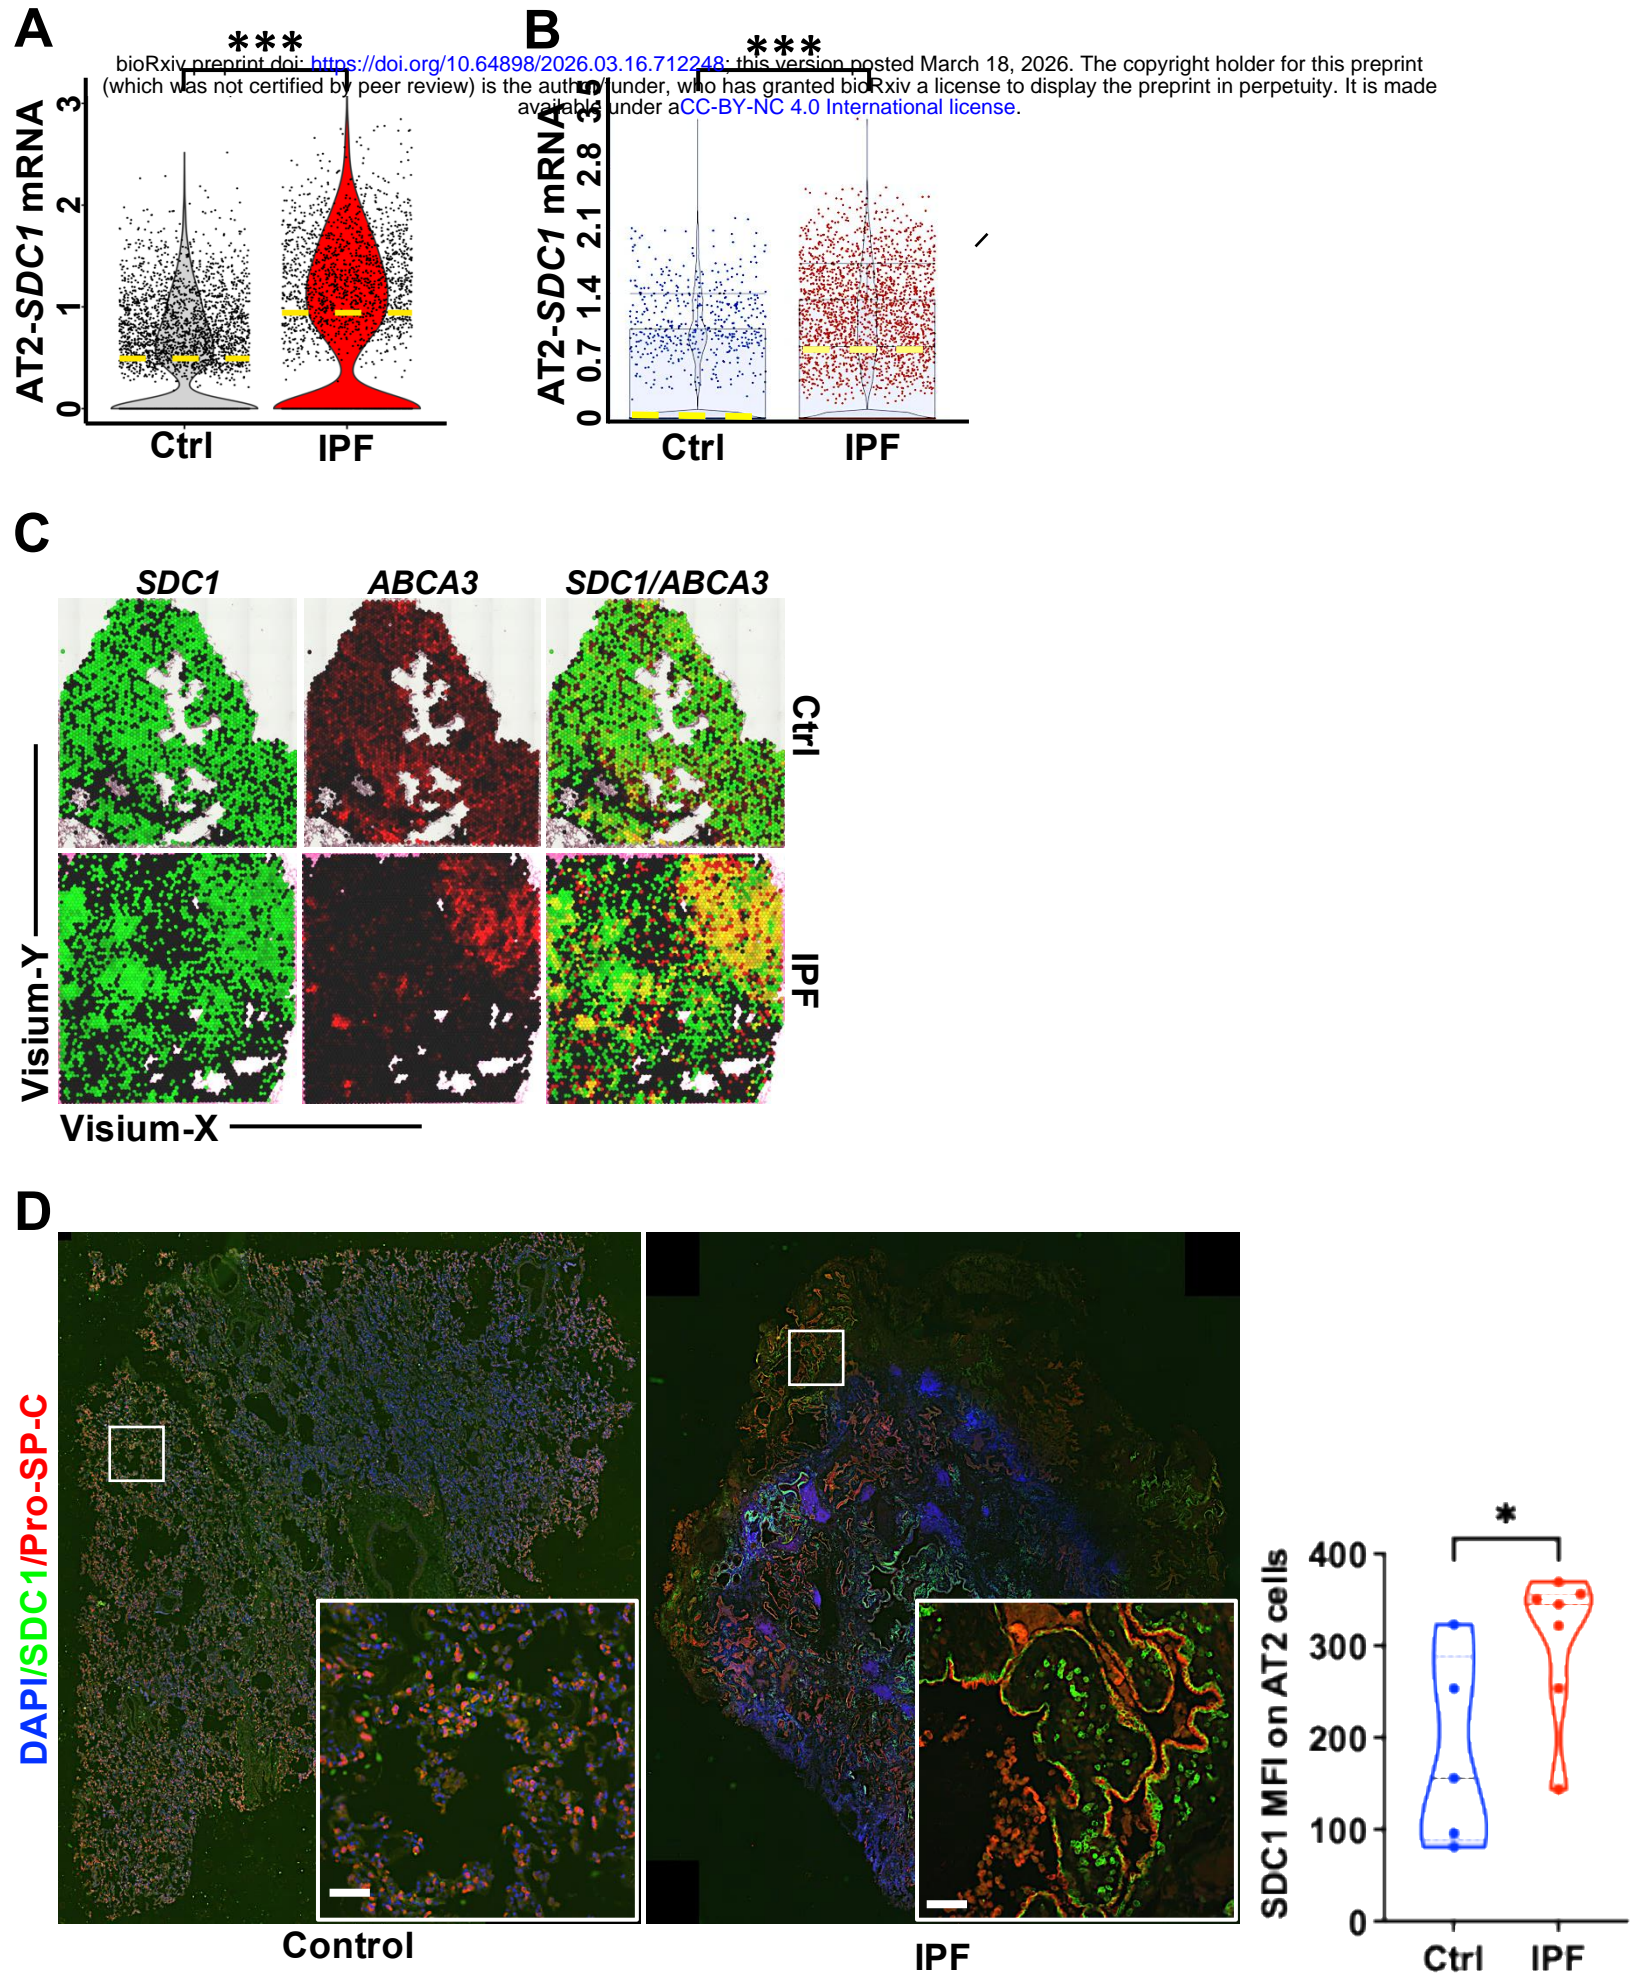 A
B
***
***
bioRxiv preprint doi: https://doi.org/10.64898/2026.03.16.712248; this version posted March 18, 2026. The copyright holder for this preprint
(which was not certified by peer review) is the author/funder, who has granted bioRxiv a license to display the preprint in perpetuity. It is made
available under aCC-BY-NC 4.0 International license.
AT2-SDC1 mRNA
3
2
1
0
Ctrl
IPF
AT2-SDC1 mRNA
3.5
2.8
2.1
1.4
0.7
0
Ctrl
IPF
C
SDC1
ABCA3
SDC1/ABCA3
Ctrl
IPF
Visium-Y
Visium-X
D
DAPI/SDC1/Pro-SP-C
Control
IPF
SDC1 MFI on AT2 cells
*
400
300
200
100
0
Ctrl
IPF